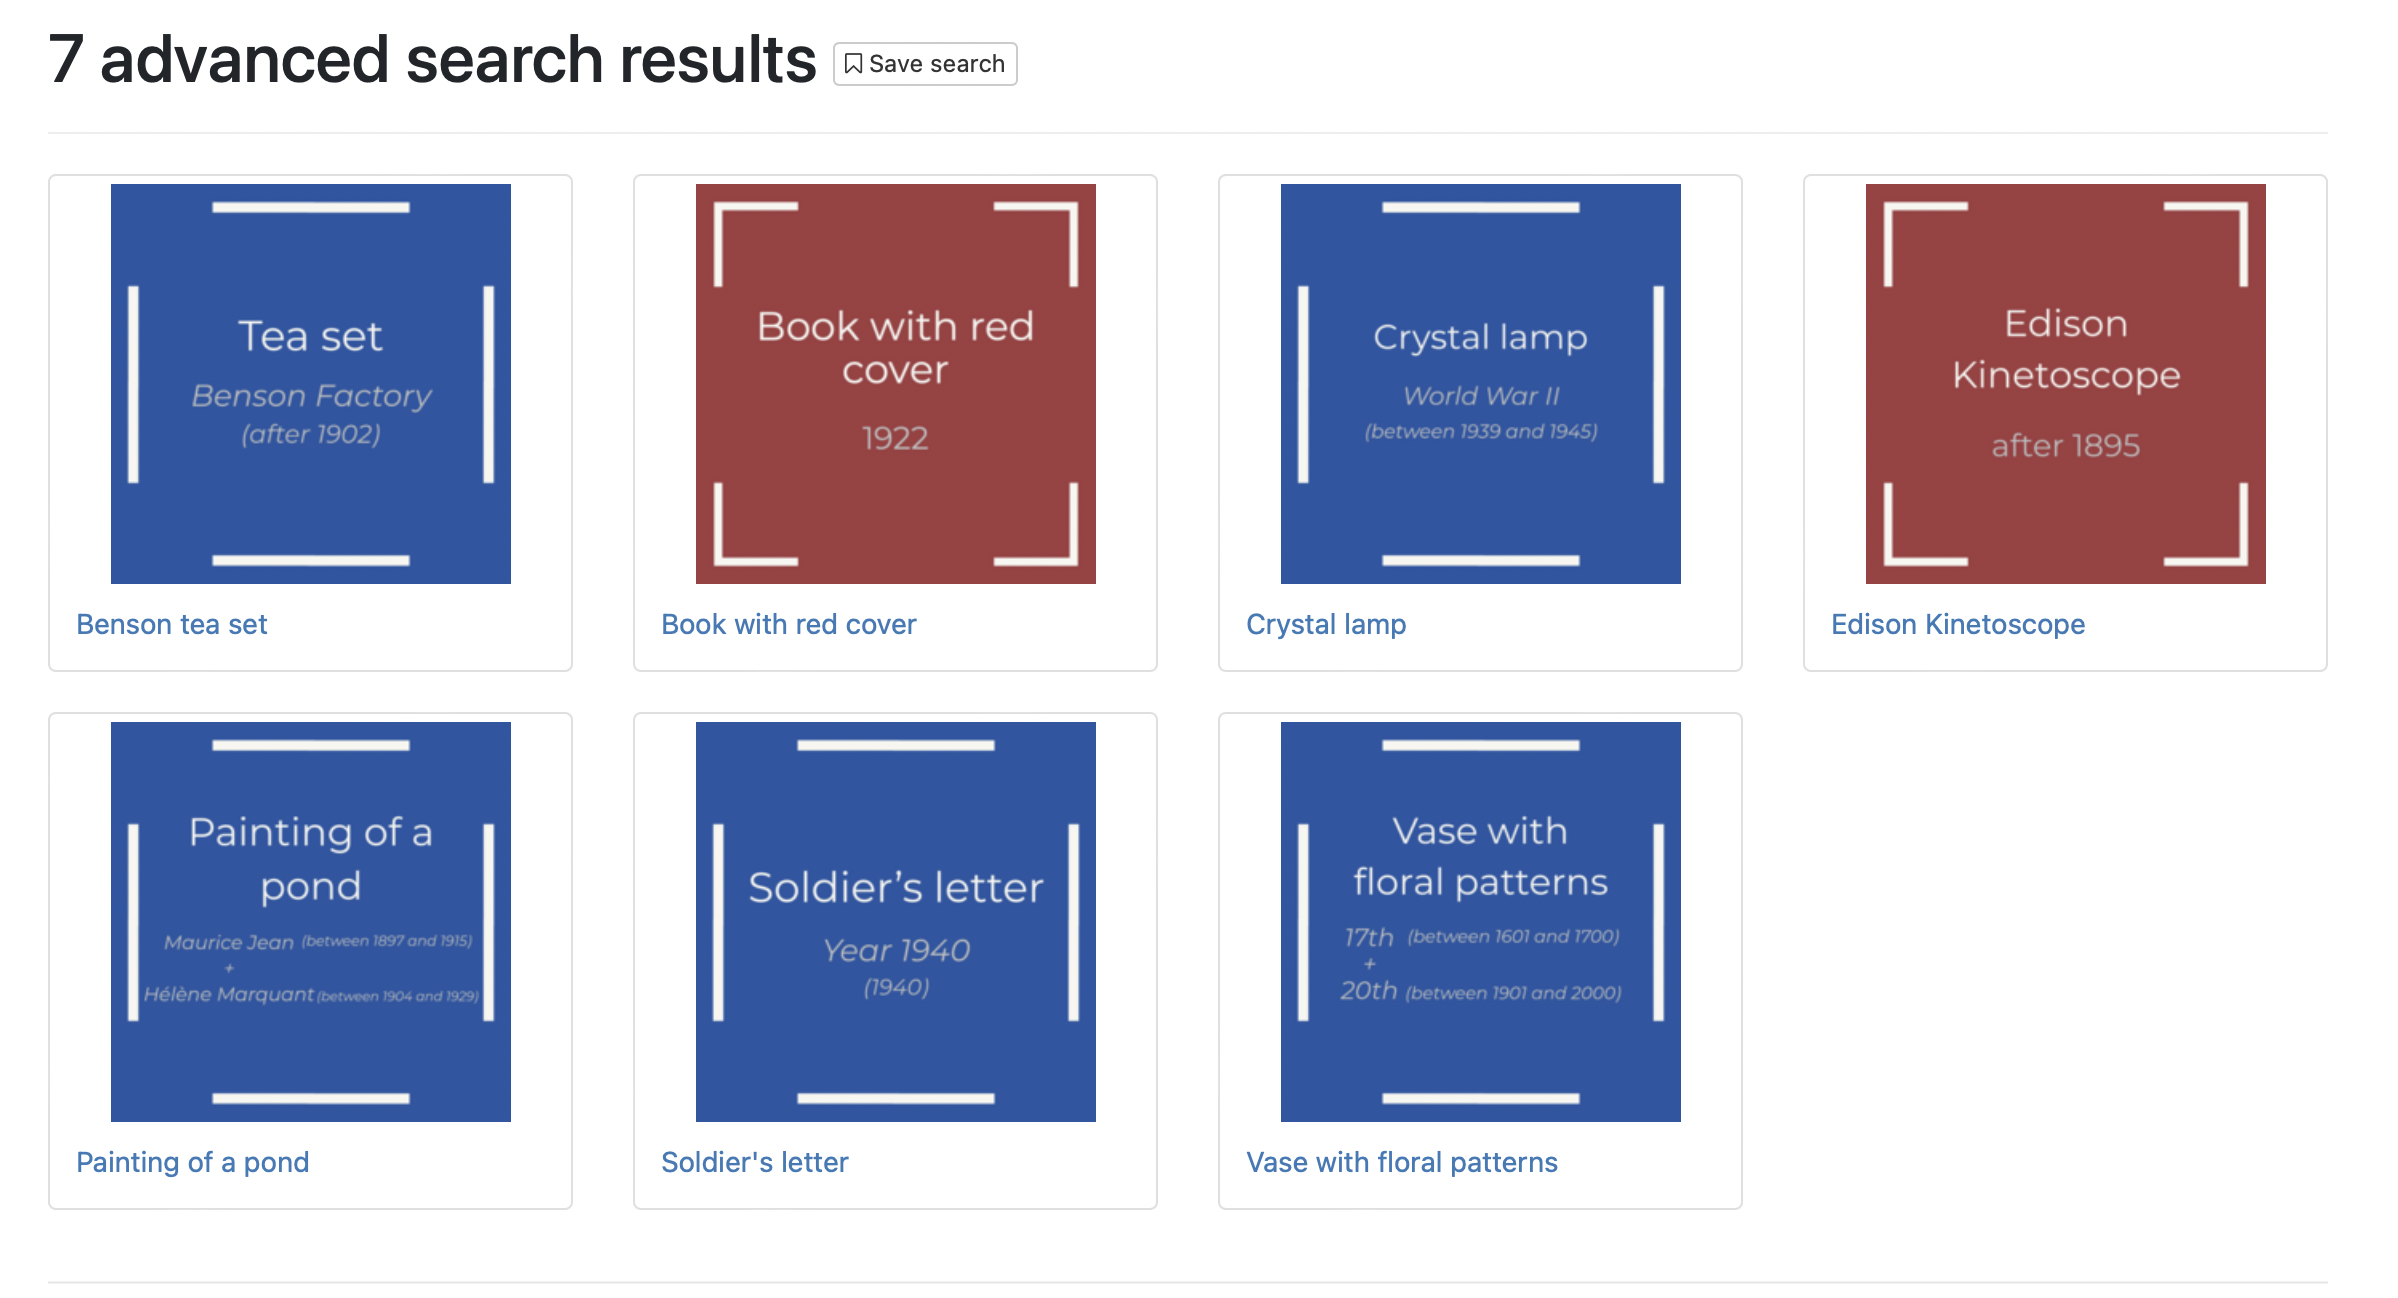 7 advanced search results
Save search
Tea set
Benson Factory
(after 1902)
Benson tea set
Book with red
cover
1922
Book with red cover
Crystal lamp
World War II
(between 1939 and 1945)
Crystal lamp
Edison
Kinetoscope
after 1895
Edison Kinetoscope
Painting of a
pond
Maurice Jean (between 1897 and 1915)
+
Hélène Marquant (between 1904 and 1929)
Painting of a pond
Soldier’s letter
Year 1940
(1940)
Soldier's letter
Vase with
floral patterns
17th (between 1601 and 1700)
+
20th (between 1901 and 2000)
Vase with floral patterns